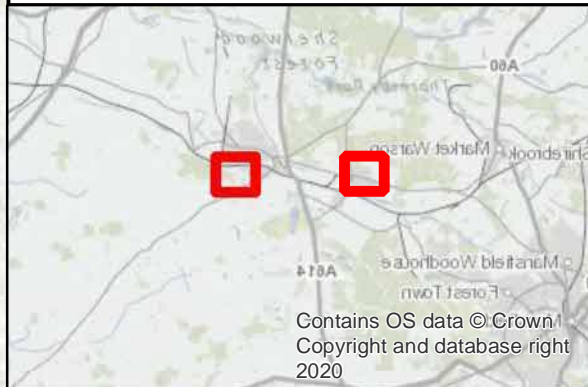 Sherwood
Forest
Thoresby Park
A60
Market Warsop
Shirebrook
A614
Mansfield Woodhouse
Forest Town
Contains OS data © Crown
Copyright and database right
2020